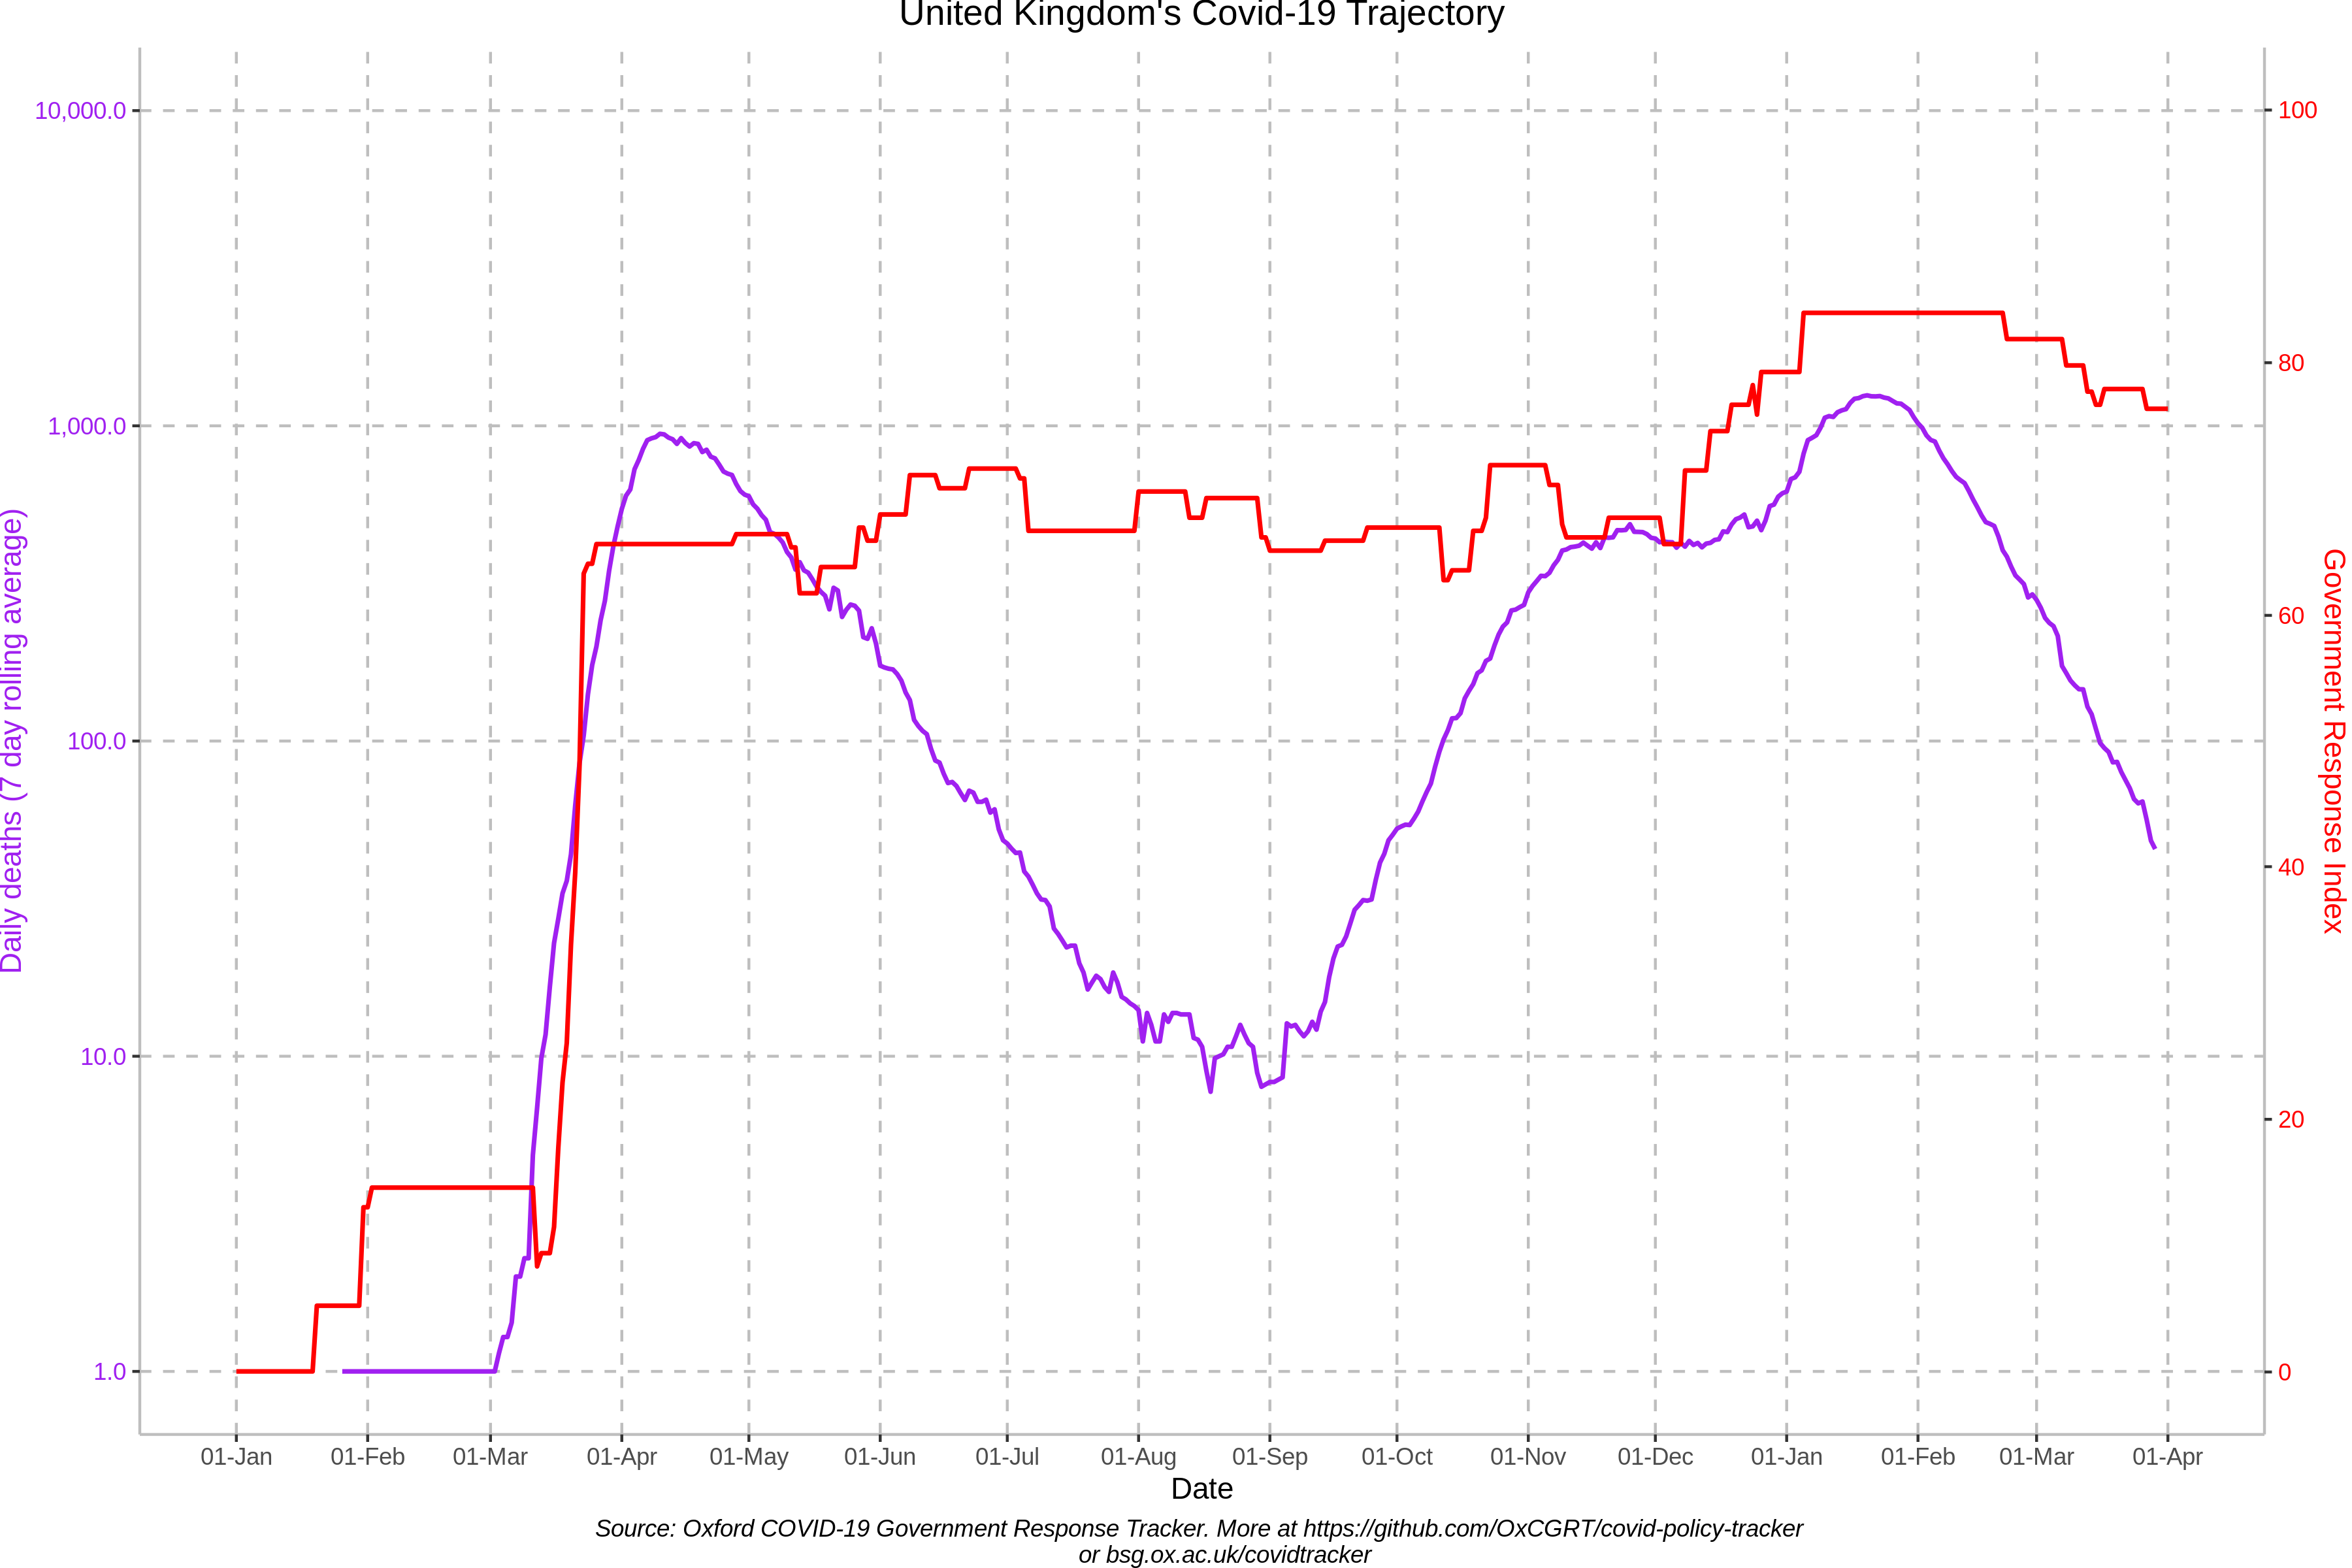 United Kingdom's Covid-19 Trajectory
10,000.0
1,000.0
100.0
10.0
1.0
Daily deaths (7 day rolling average)
100
80
60
40
20
0
Government Response Index
01-Jan 01-Feb 01-Mar 01-Apr 01-May 01-Jun 01-Jul 01-Aug 01-Sep 01-Oct 01-Nov 01-Dec 01-Jan 01-Feb 01-Mar 01-Apr
Date
Source: Oxford COVID-19 Government Response Tracker. More at https://github.com/OxCGRT/covid-policy-tracker
or bsg.ox.ac.uk/covidtracker